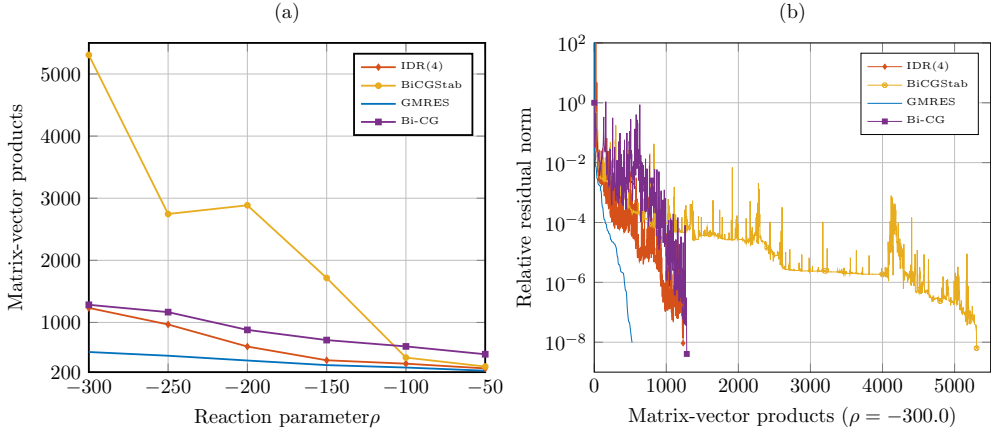 (a)
5000
4000
3000
2000
1000
200
−300
−250
−200
−150
−100
−50
Matrix-vector products
Reaction parameterρ
IDR(4)
BiCGStab
GMRES
Bi-CG
(b)
10^2
10^0
10^−2
10^−4
10^−6
10^−8
0
1000
2000
3000
4000
5000
Relative residual norm
Matrix-vector products (ρ = −300.0)
IDR(4)
BiCGStab
GMRES
Bi-CG